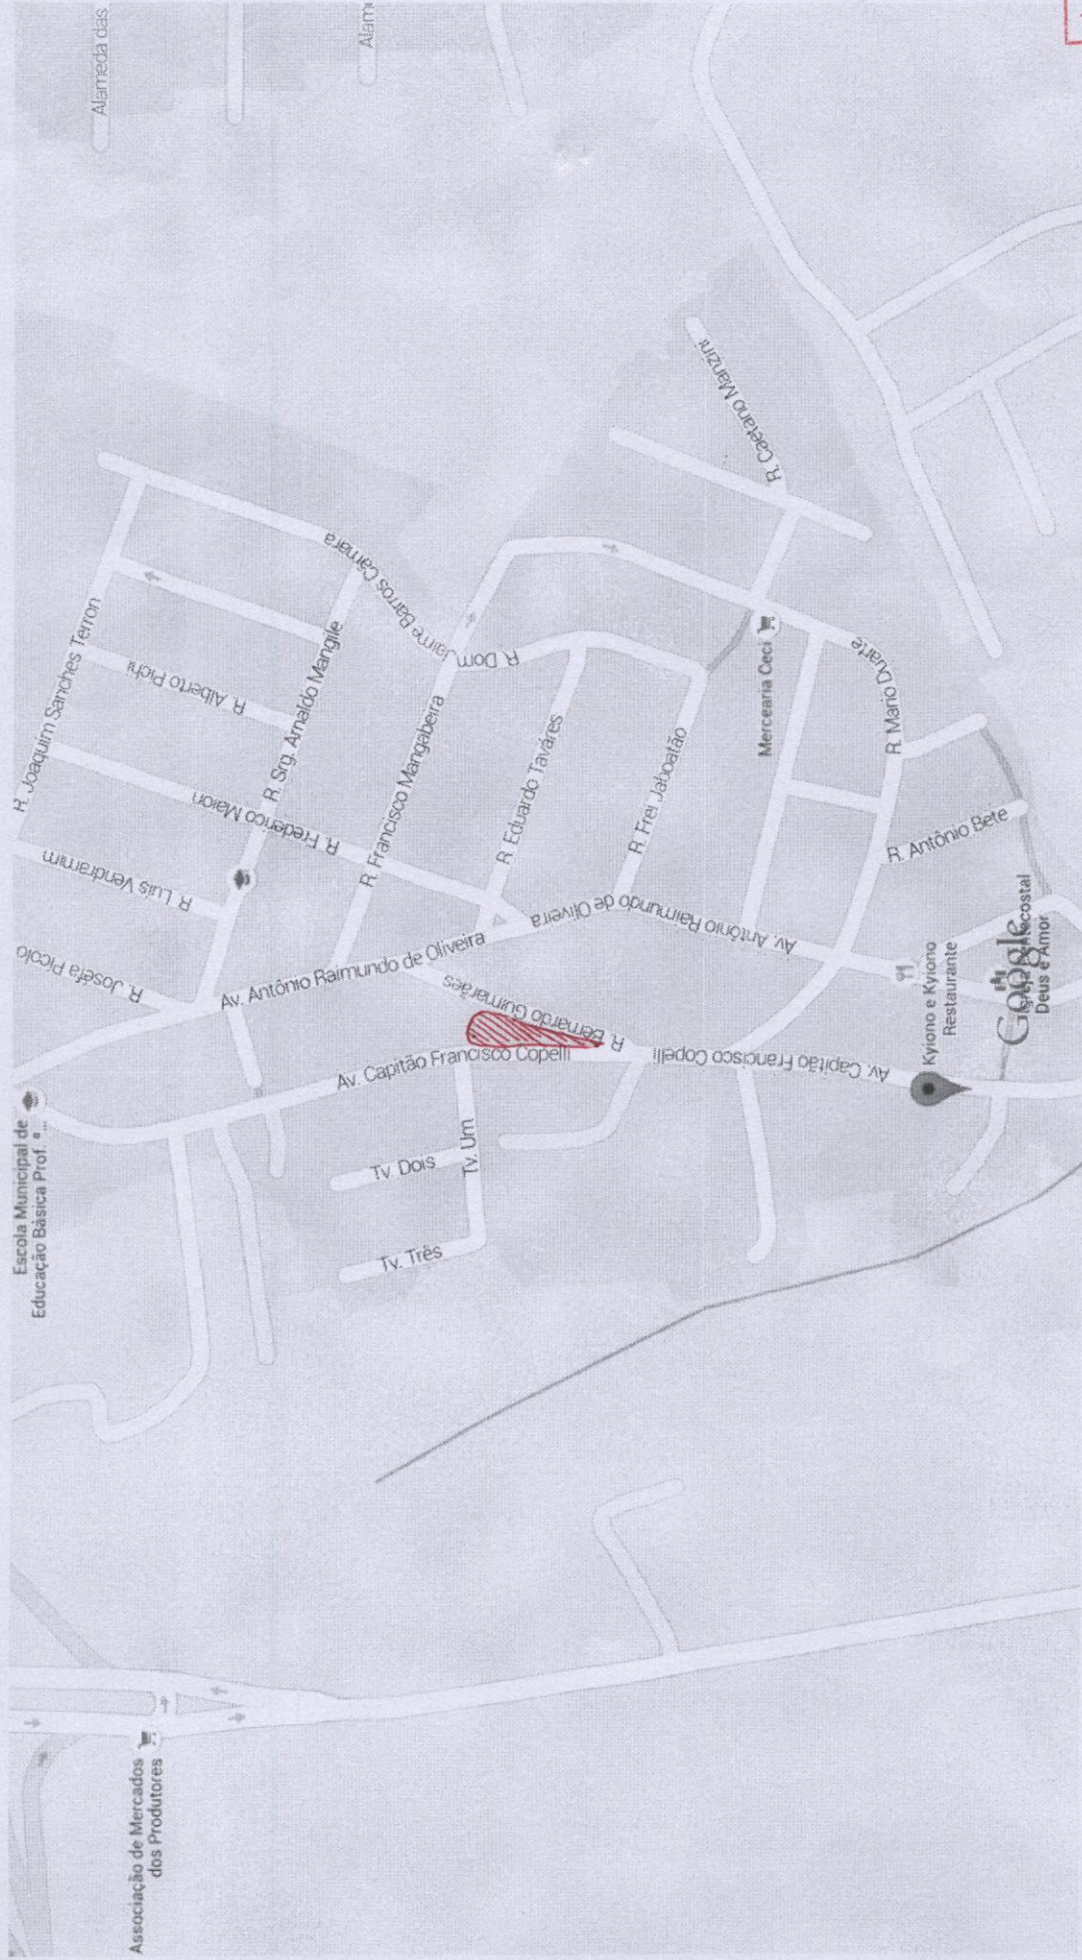 Alameda das
Alam
R. Joaquim Sanches Terron
R. Alberto Pichi
R. Srg. Arnaldo Mangile
R. Dom Jaime Barros Câmara
R. Caetano Manzini
R. Luis Vendramim
R. Frederico Maion
R. Francisco Mangabeira
R. Eduardo Tavares
R. Frei Jaboatão
Mercearia Ceci
R. Mario Duarte
R. Antônio Bete
R. Joséfa Picolo
Av. Antônio Raimundo de Oliveira
Av. Antônio Raimundo de Oliveira
R. Bernardo Guimarães
Av. Capitão Francisco Copelli
Av. Capitão Francisco Copelli
Kyiono e Kyiono
Restaurante
Google
Deus é Amor
Escola Municipal de
Educação Básica Prof. ª...
Tv. Um
Tv. Dois
Tv. Três
Associação de Mercados
dos Produtores